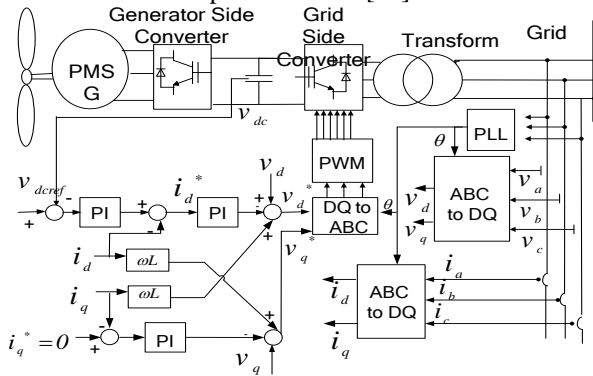 Generator Side
Converter
Grid
Side
Converter
Transform
Grid
PMS
G
v dc
PLL
θ
PWM
v dcref
-
+
PI
i d *
+
-
PI
v d
+
+
+
v d *
DQ to
ABC
θ
v d
v q
ABC
to DQ
v a
v b
v c
v q *
i d
ωL
i q
ωL
i q * = 0
-
+
PI
-
+
+
v q
i d
i q
ABC
to DQ
i a
i b
i c